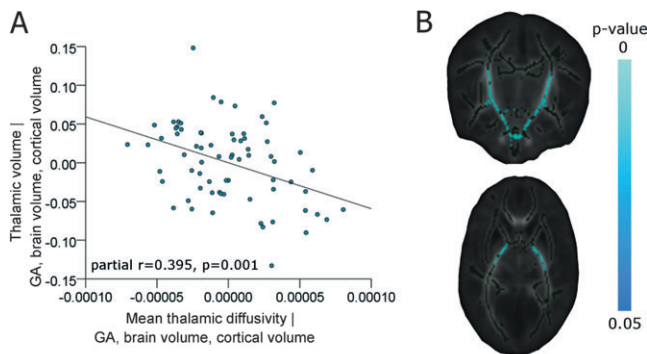 A
Thalamic volume |
GA, brain volume, cortical volume
0.15
0.10
0.05
0.00
-0.05
-0.10
-0.15
partial r=0.395, p=0.001
-0.00010
-0.00005
0.00000
0.00005
0.00010
Mean thalamic diffusivity |
GA, brain volume, cortical volume
B
p-value
0
0.05